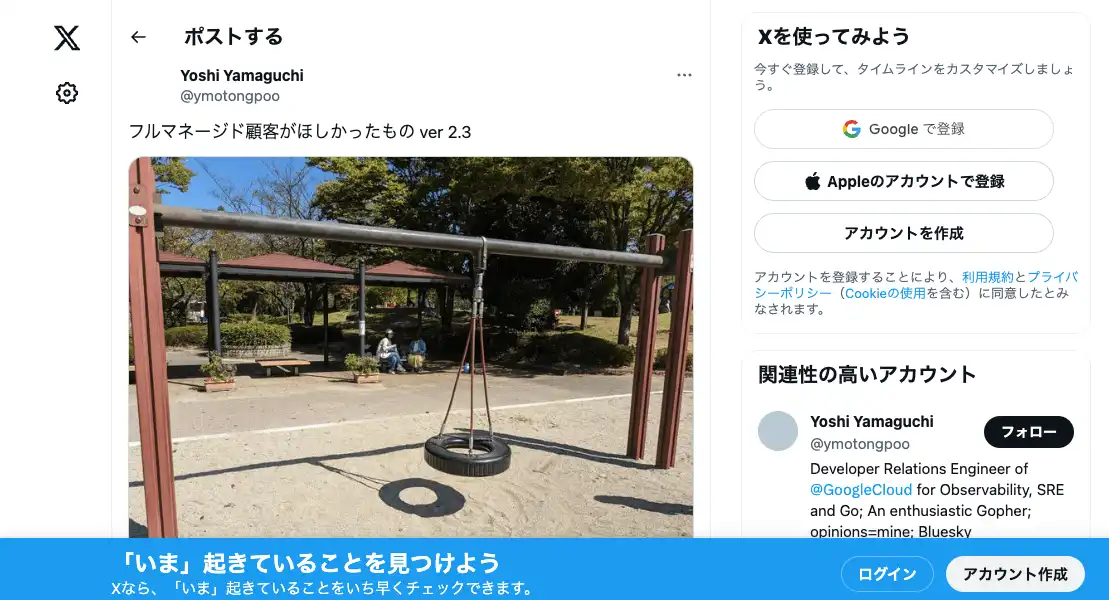 ポストする
Yoshi Yamaguchi
@ymotongpoo
フルマネージド顧客がほしかったもの ver 2.3
Xを使ってみよう
今すぐ登録して、タイムラインをカスタマイズしましょ
う。
Google で登録
Appleのアカウントで登録
アカウントを作成
アカウントを登録することにより、利用規約とプライバ
シーポリシー（Cookieの使用を含む）に同意したとみ
なされます。
関連性の高いアカウント
Yoshi Yamaguchi
@ymotongpoo
フォロー
Developer Relations Engineer of
@GoogleCloud for Observability, SRE
and Go; An enthusiastic Gopher;
opinions=mine; Bluesky
「いま」起きていることを見つけよう
Xなら、「いま」起きていることをいち早くチェックできます。
ログイン
アカウント作成